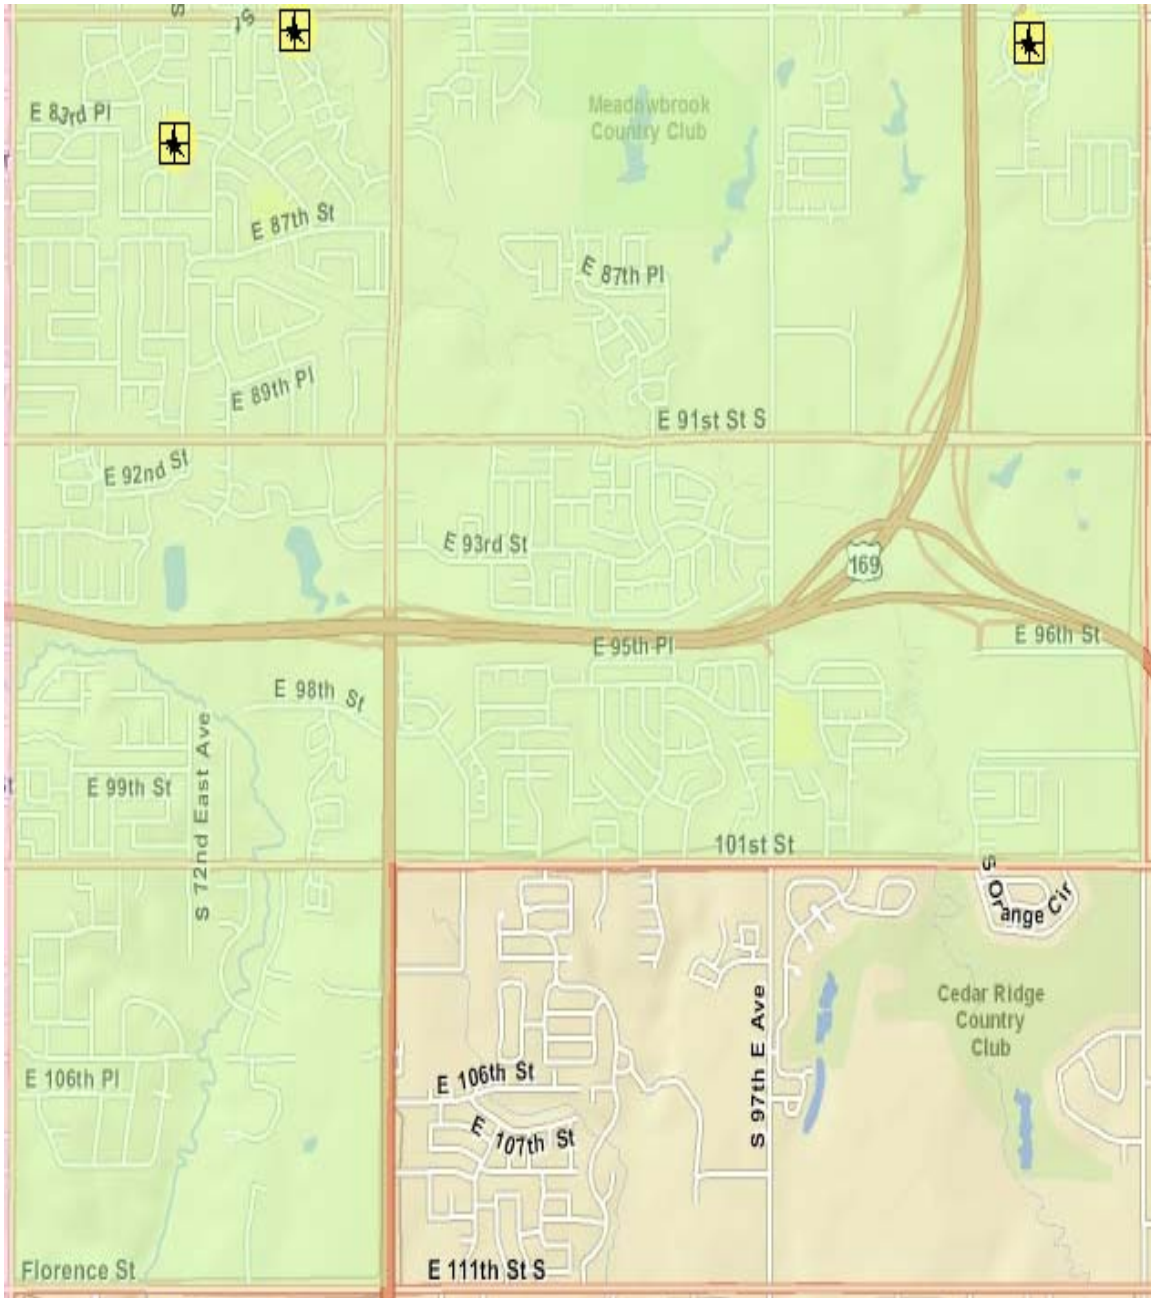 St
E 83rd Pl
Meadowbrook
Country Club
E 87th St
E 87th Pl
E 89th Pl
E 91st St S
E 92nd St
E 93rd St
169
E 95th Pl
E 96th St
E 98th St
S 72nd East Ave
E 99th St
101st St
S Orange Cir
Cedar Ridge
Country
Club
S 97th E Ave
E 106th Pl
E 106th St
E 107th St
Florence St
E 111th St S